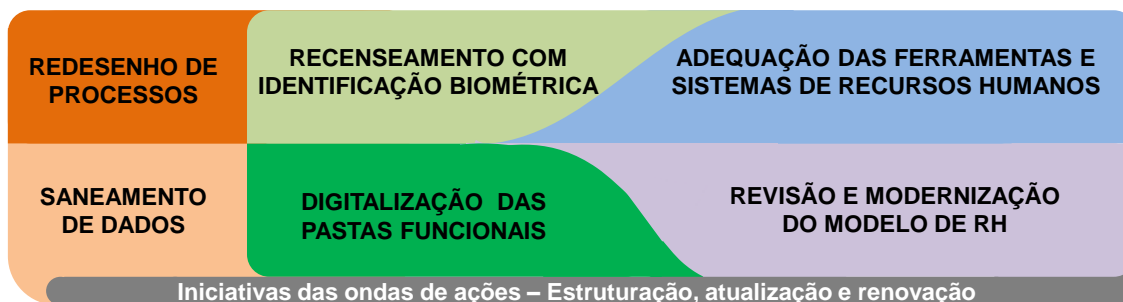 REDESENHO DE
PROCESSOS
RECENSEAMENTO COM
IDENTIFICAÇÃO BIOMÉTRICA
ADEQUAÇÃO DAS FERRAMENTAS E
SISTEMAS DE RECURSOS HUMANOS
SANEAMENTO
DE DADOS
DIGITALIZAÇÃO DAS
PASTAS FUNCIONAIS
REVISÃO E MODERNIZAÇÃO
DO MODELO DE RH
Iniciativas das ondas de ações – Estruturação, atualização e renovação